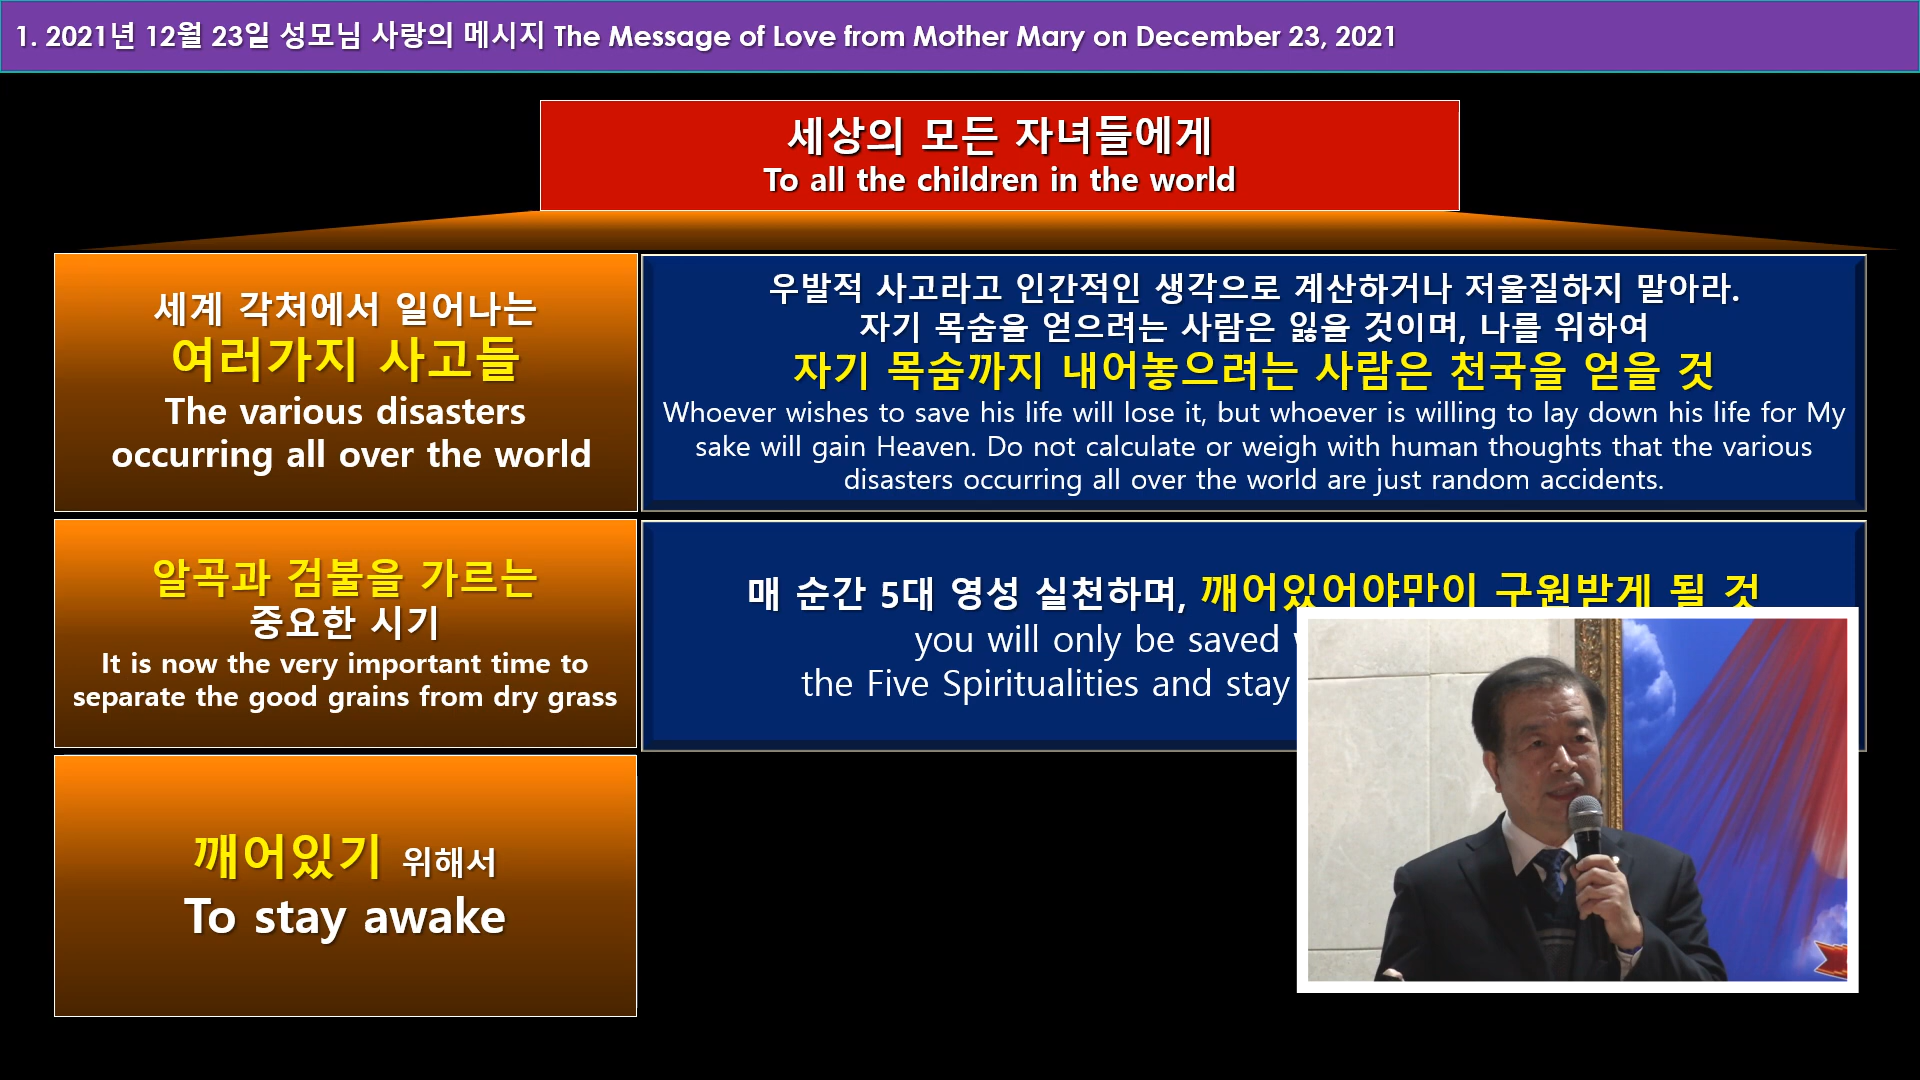 1. 2021년 12월 23일 성모님 사랑의 메시지 The Message of Love from Mother Mary on December 23, 2021
세상의 모든 자녀들에게
To all the children in the world
세계 각처에서 일어나는
여러가지 사고들
The various disasters
occurring all over the world
우발적 사고라고 인간적인 생각으로 계산하거나 저울질하지 말아라.
자기 목숨을 얻으려는 사람은 잃을 것이며, 나를 위하여
자기 목숨까지 내어놓으려는 사람은 천국을 얻을 것
Whoever wishes to save his life will lose it, but whoever is willing to lay down his life for My
sake will gain Heaven. Do not calculate or weigh with human thoughts that the various
disasters occurring all over the world are just random accidents.
알곡과 검불을 가르는
중요한 시기
It is now the very important time to
separate the good grains from dry grass
매 순간 5대 영성 실천하며, 깨어있어야만이 구원받게 될 것
you will only be saved
the Five Spiritualities and stay
깨어있기 위해서
To stay awake